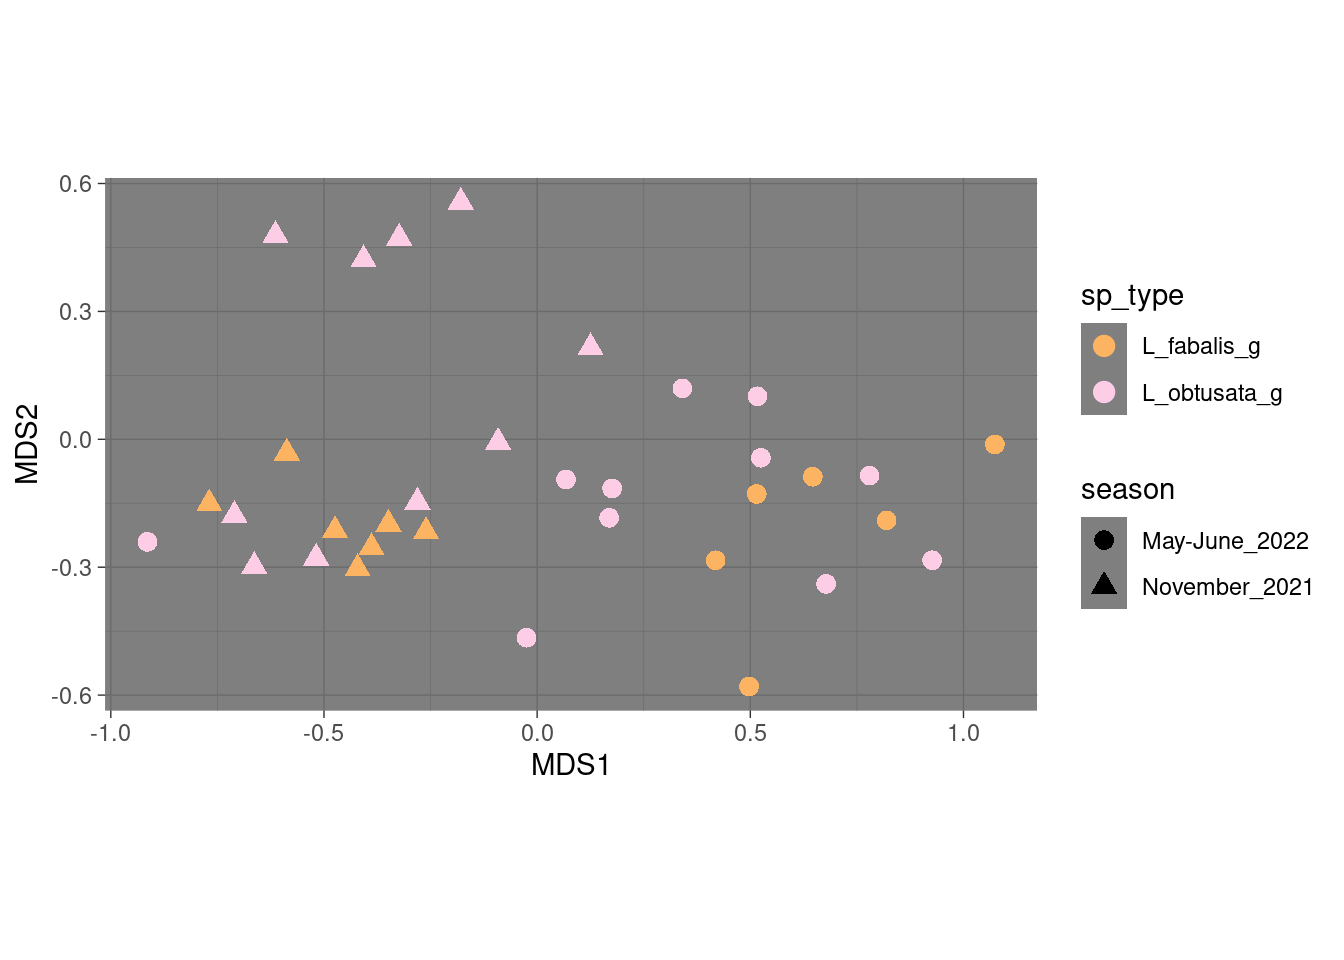 0.6
0.3
0.0
-0.3
-0.6
MDS2
-1.0 -0.5 0.0 0.5 1.0
MDS1
sp_type
L_fabalis_g
L_obtusata_g
season
May-June_2022
November_2021